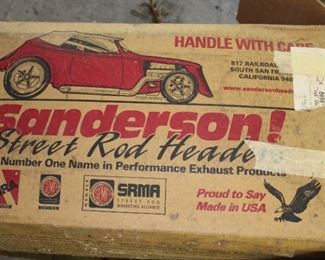 HANDLE WITH CARE
517 RAILROAD
SOUTH SAN FR
CALIFORNIA 940
www.sandersonheade
Sanderson!
Street Rod Heade
Number One Name in Performance Exhaust Products
SRMA
STREET ROD
MARKETING ALLIANCE
MEMBER
Proud to Say
Made in USA